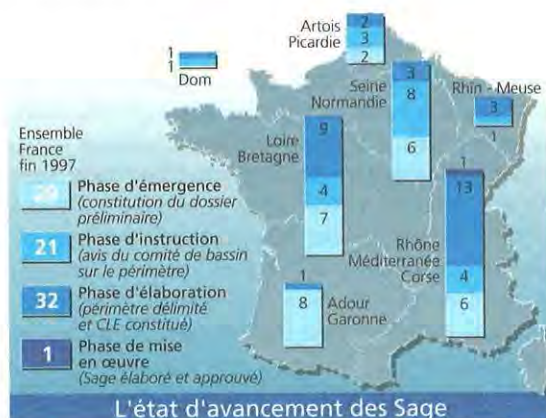 Artois
Picardie
2
3
2
1
1
Dom
Seine
Normandie
3
8
6
Rhin - Meuse
3
1
Loire
Bretagne
9
4
7
Ensemble
France
fin 1997
Phase d'émergence
(constitution du dossier
préliminaire)
21 Phase d'instruction
(avis du comité de bassin
sur le périmètre)
32 Phase d'élaboration
(périmètre délimité
et CLE constitué)
1 Phase de mise
en œuvre
(Sage élaboré et approuvé)
1
13
4
6
Rhône
Méditerranée
Corse
1
8
Adour
Garonne
L'état d'avancement des Sage